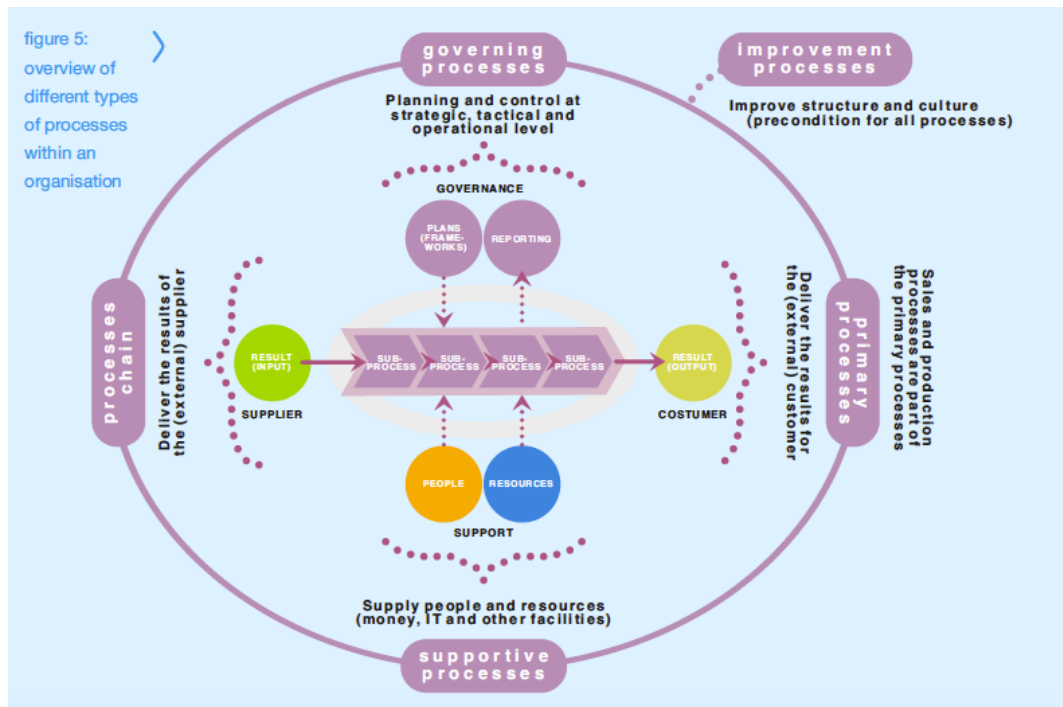 figure 5:
overview of
different types
of processes
within an
organisation
governing
processes
improvement
processes
Planning and control at
strategic, tactical and
operational level
Improve structure and culture
(precondition for all processes)
GOVERNANCE
PLANS
(FRAME-
WORKS)
REPORTING
processes
chain
Deliver the results of
the (external) supplier
RESULT
(INPUT)
SUPPLIER
SUB-
PROCESS
SUB-
PROCESS
SUB-
PROCESS
SUB-
PROCESS
RESULT
(OUTPUT)
COSTUMER
Deliver the results for
the (external) customer
primary
processes
Sales and production
processes are part of
the primary processes
PEOPLE
RESOURCES
SUPPORT
Supply people and resources
(money, IT and other facilities)
supportive
processes